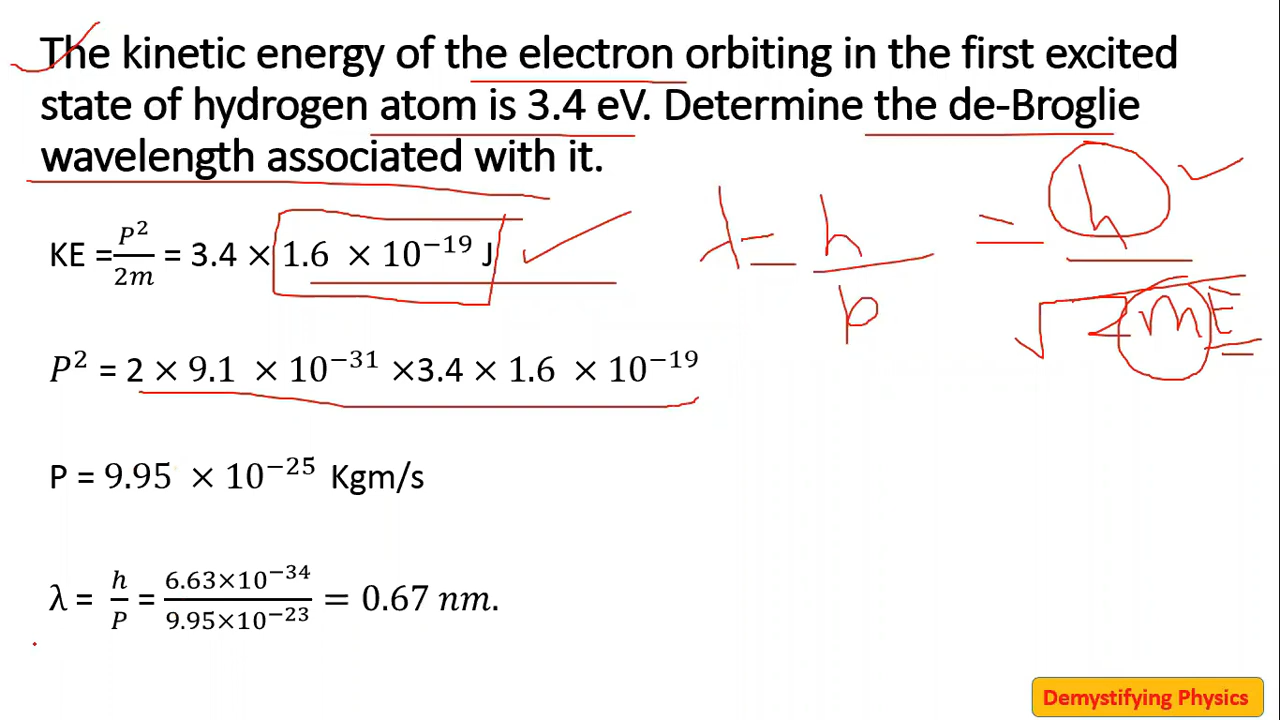 The kinetic energy of the electron orbiting in the first excited
state of hydrogen atom is 3.4 eV. Determine the de-Broglie
wavelength associated with it.
λ = h/p = h/√2mE
KE = P²/2m = 3.4 × 1.6 × 10⁻¹⁹ J
P² = 2 × 9.1 × 10⁻³¹ ×3.4 × 1.6 × 10⁻¹⁹
P = 9.95 × 10⁻²⁵ Kgm/s
λ = h/P = 6.63×10⁻³⁴/9.95×10⁻²³ = 0.67 nm.
Demystifying Physics